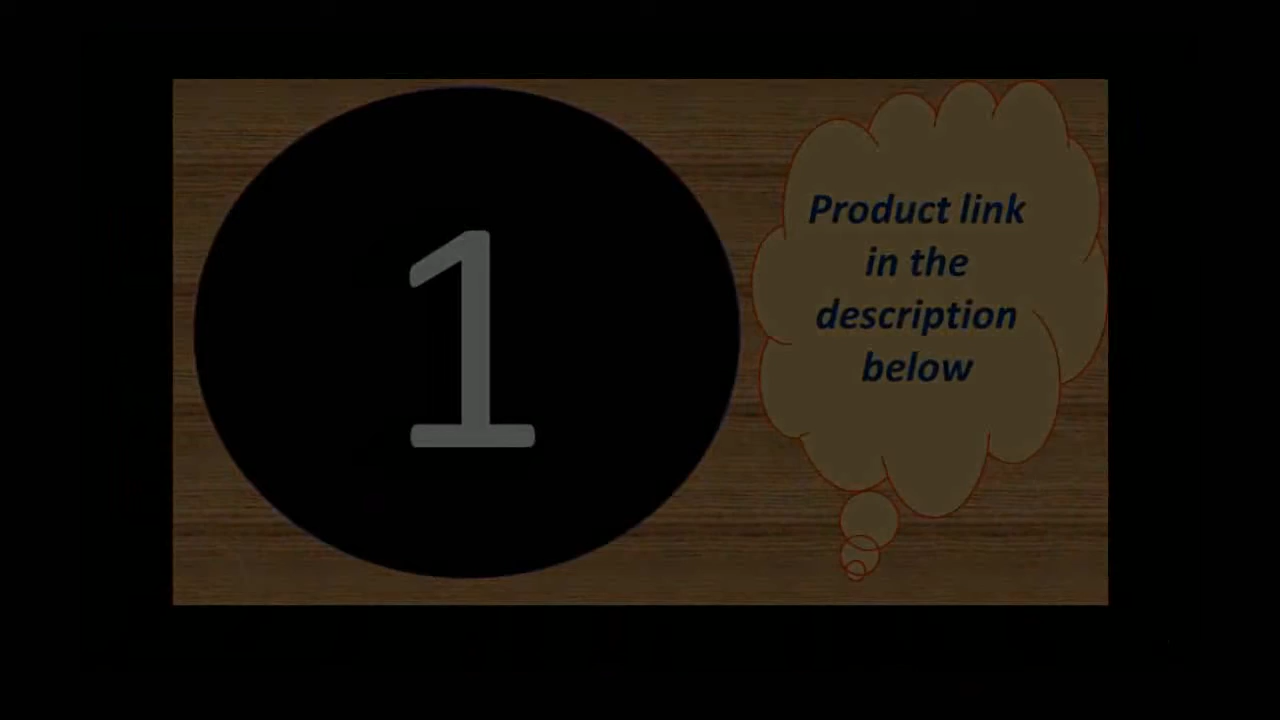 1
Product link
in the
description
below